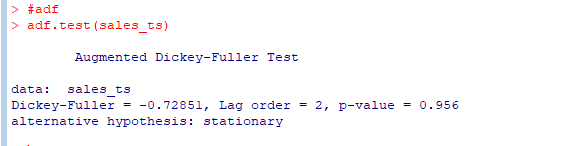 > #adf
> adf.test(sales_ts)
Augmented Dickey-Fuller Test
data:  sales_ts
Dickey-Fuller = -0.72851, Lag order = 2, p-value = 0.956
alternative hypothesis: stationary